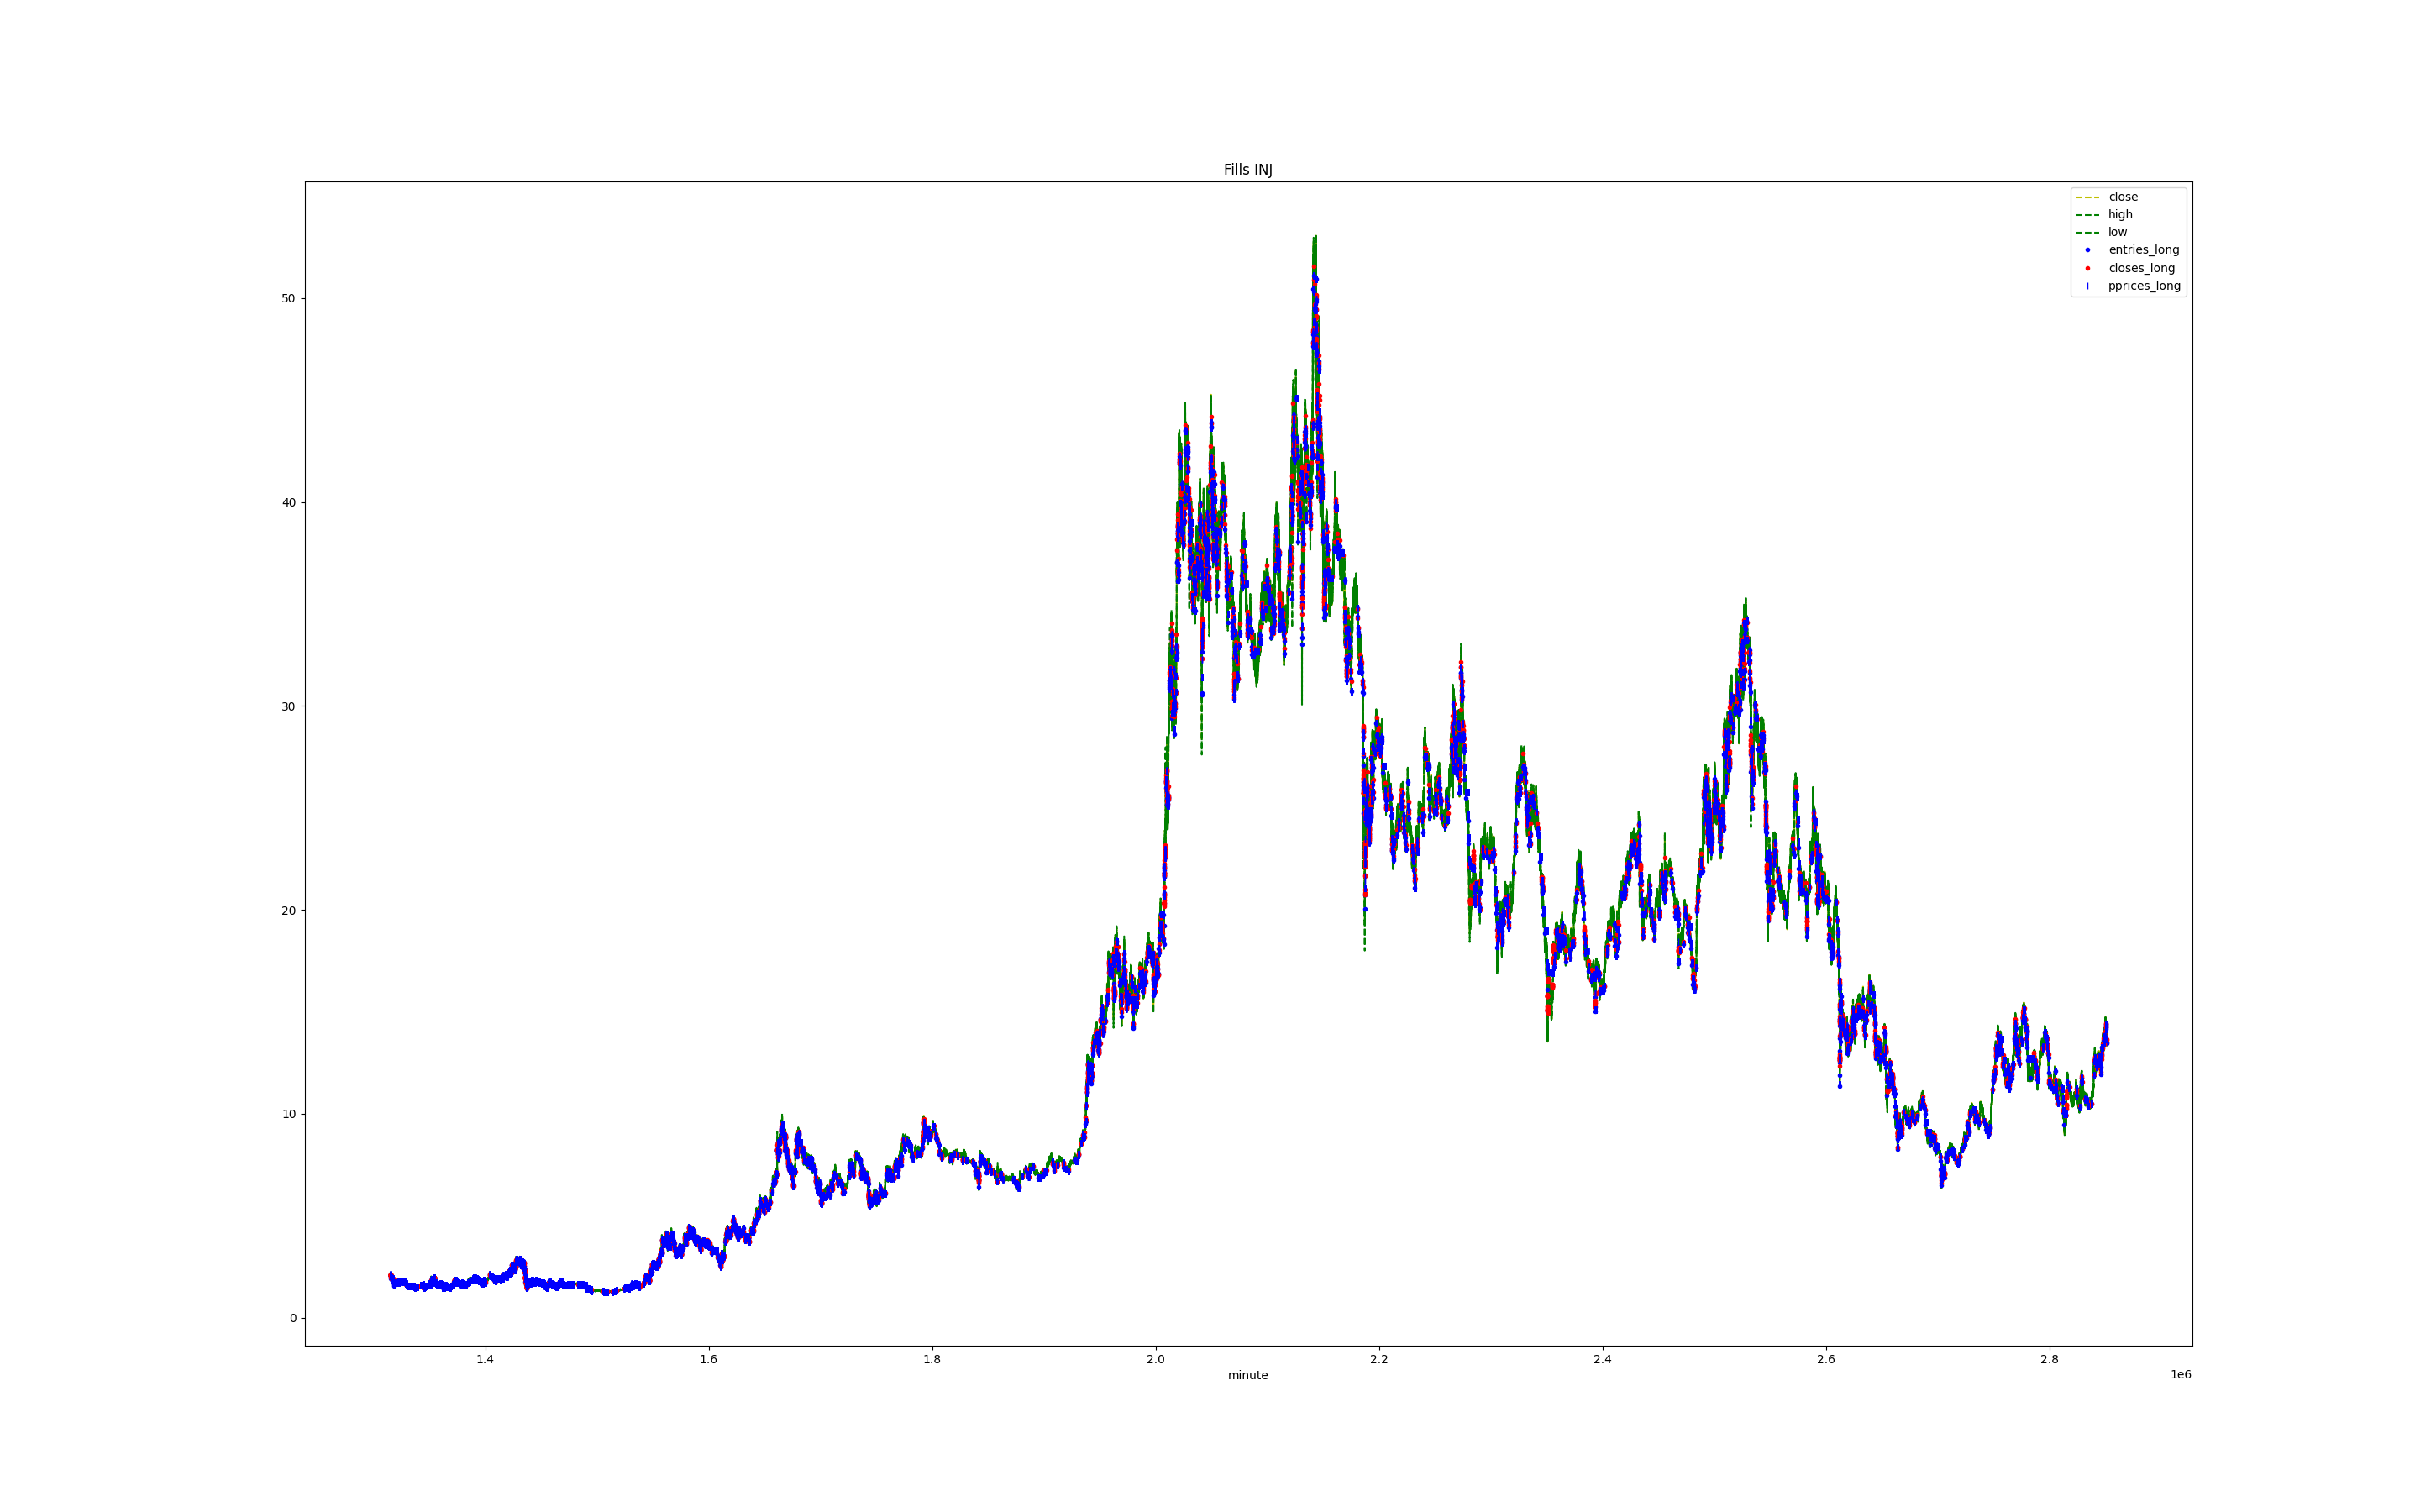 Fills INJ
close
high
low
entries_long
closes_long
pprices_long
50
40
30
20
10
0
1.4 1.6 1.8 2.0 2.2 2.4 2.6 2.8
minute
1e6